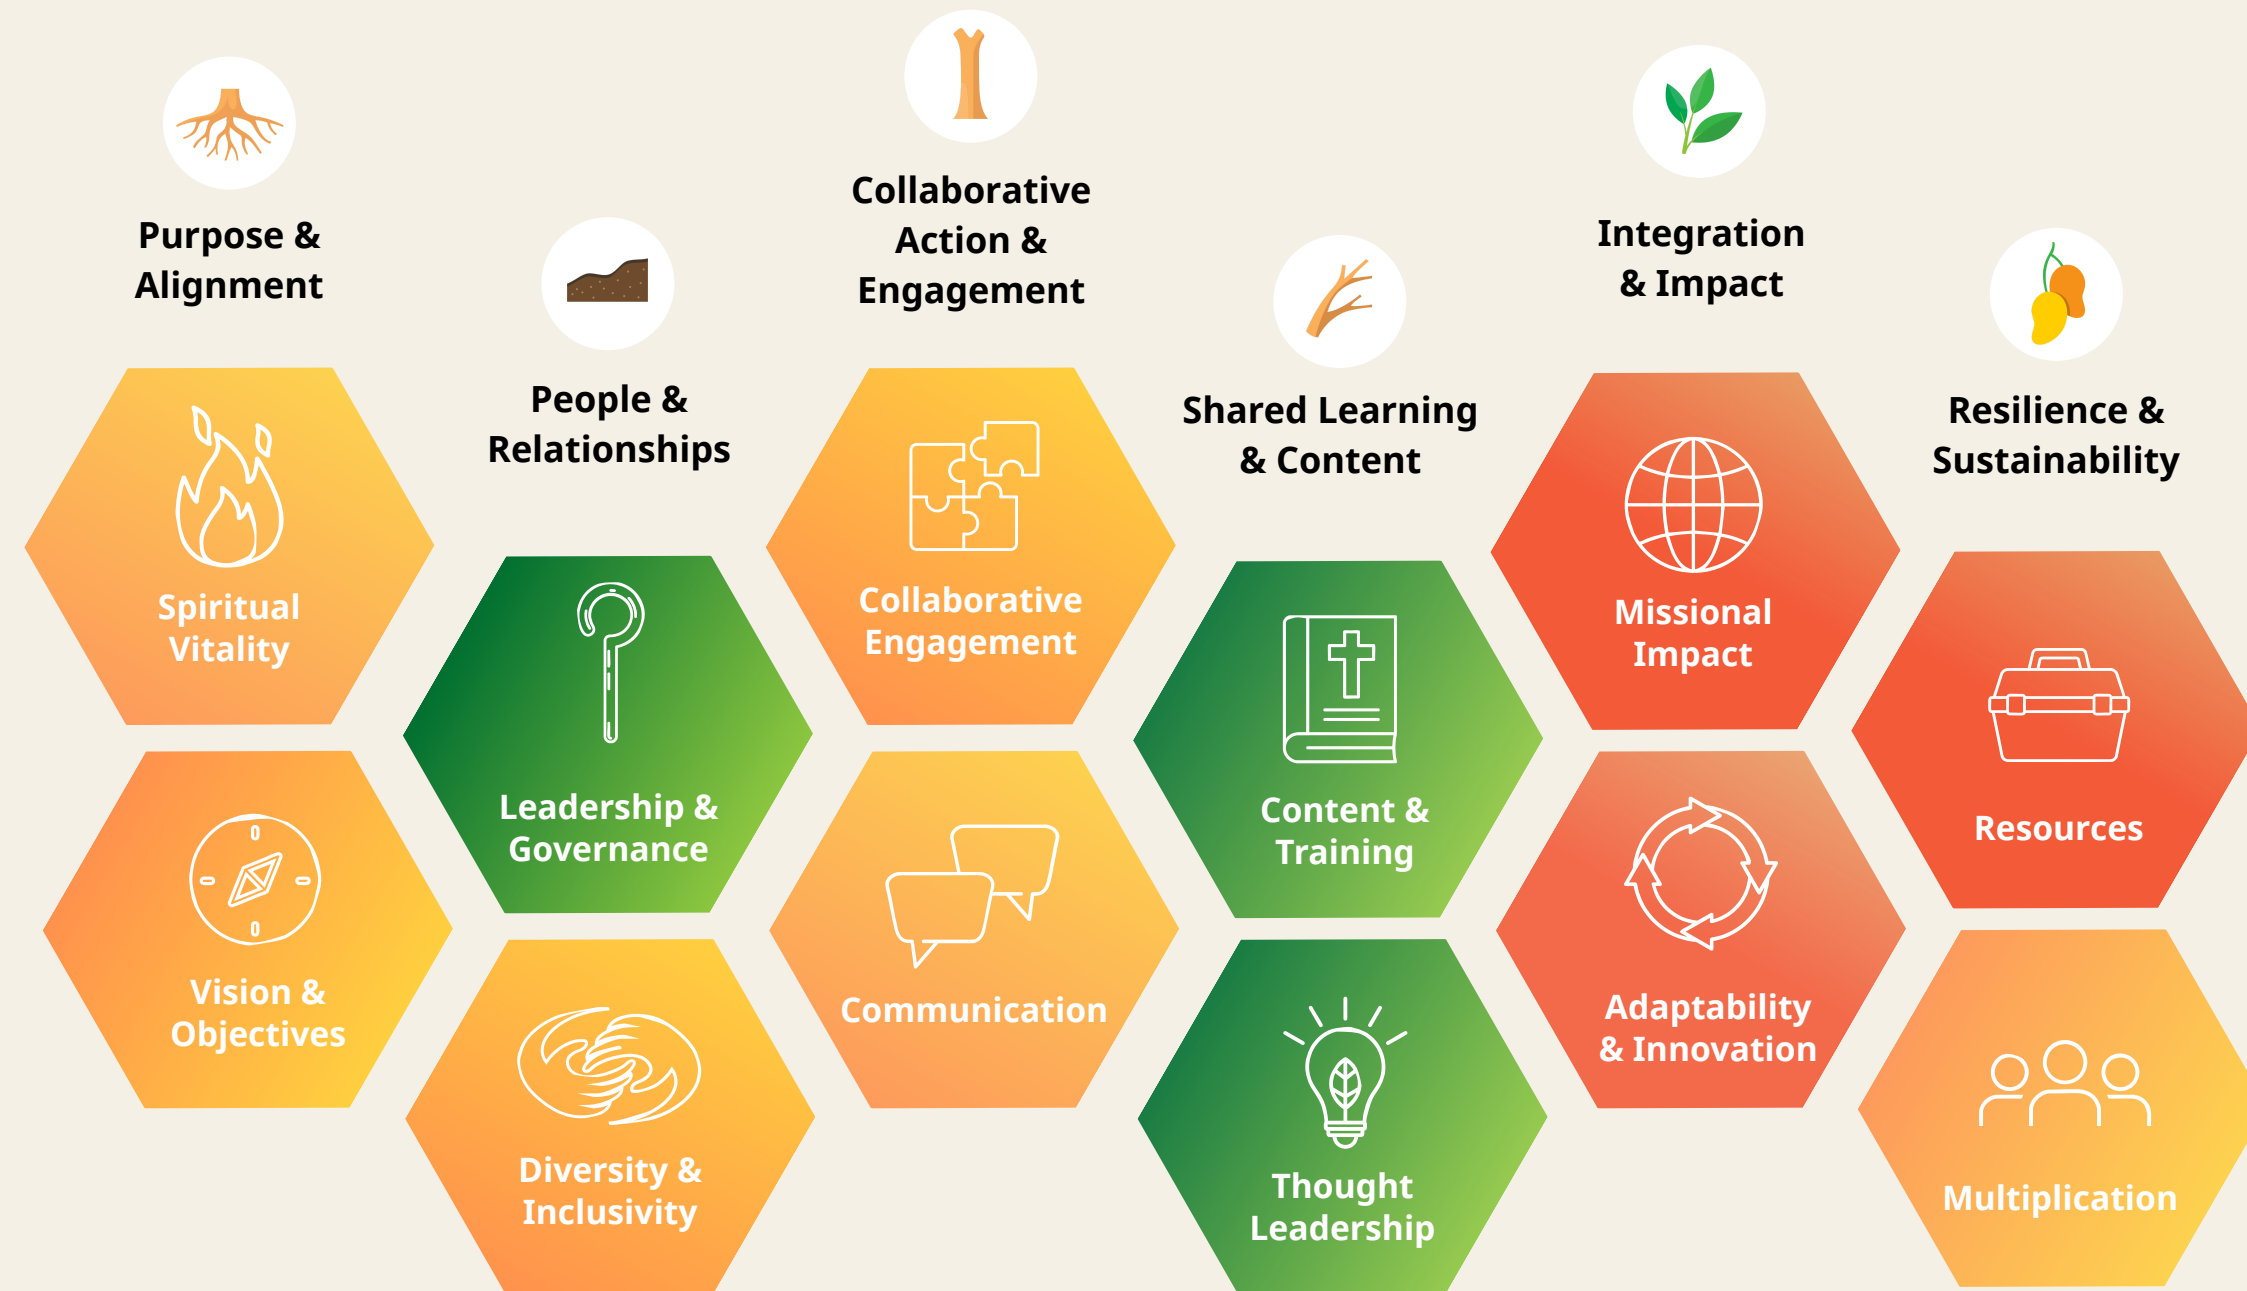 Purpose &
Alignment
Spiritual
Vitality
Vision &
Objectives
People &
Relationships
Leadership &
Governance
Diversity &
Inclusivity
Collaborative
Action &
Engagement
Collaborative
Engagement
Communication
Shared Learning
& Content
Content &
Training
Thought
Leadership
Integration
& Impact
Missional
Impact
Adaptability
& Innovation
Resilience &
Sustainability
Resources
Multiplication